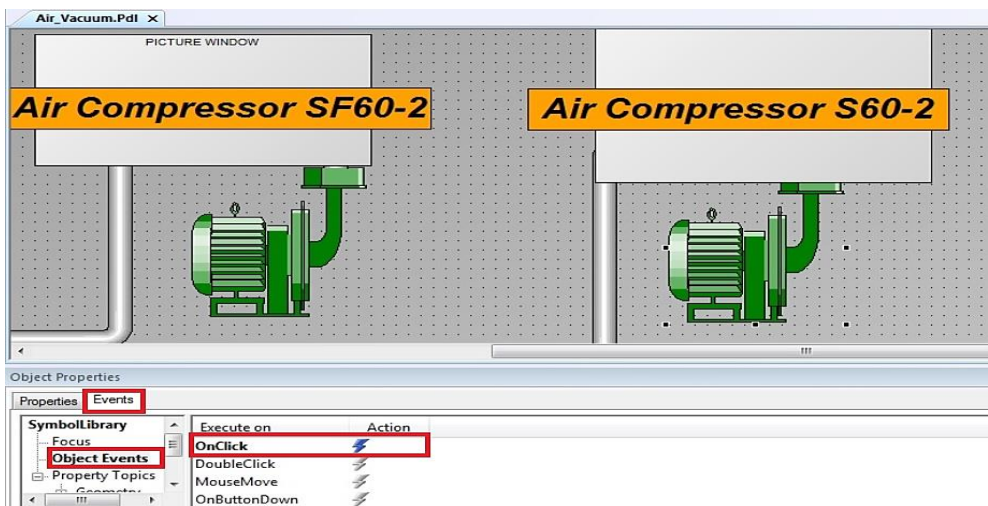 Air_Vacuum.Pdl ×
PICTURE WINDOW
Air Compressor SF60-2
Air Compressor S60-2
Object Properties
Properties Events
SymbolLibrary
Focus
Object Events
Property Topics
Geometry
Execute on Action
OnClick
DoubleClick
MouseMove
OnButtonDown